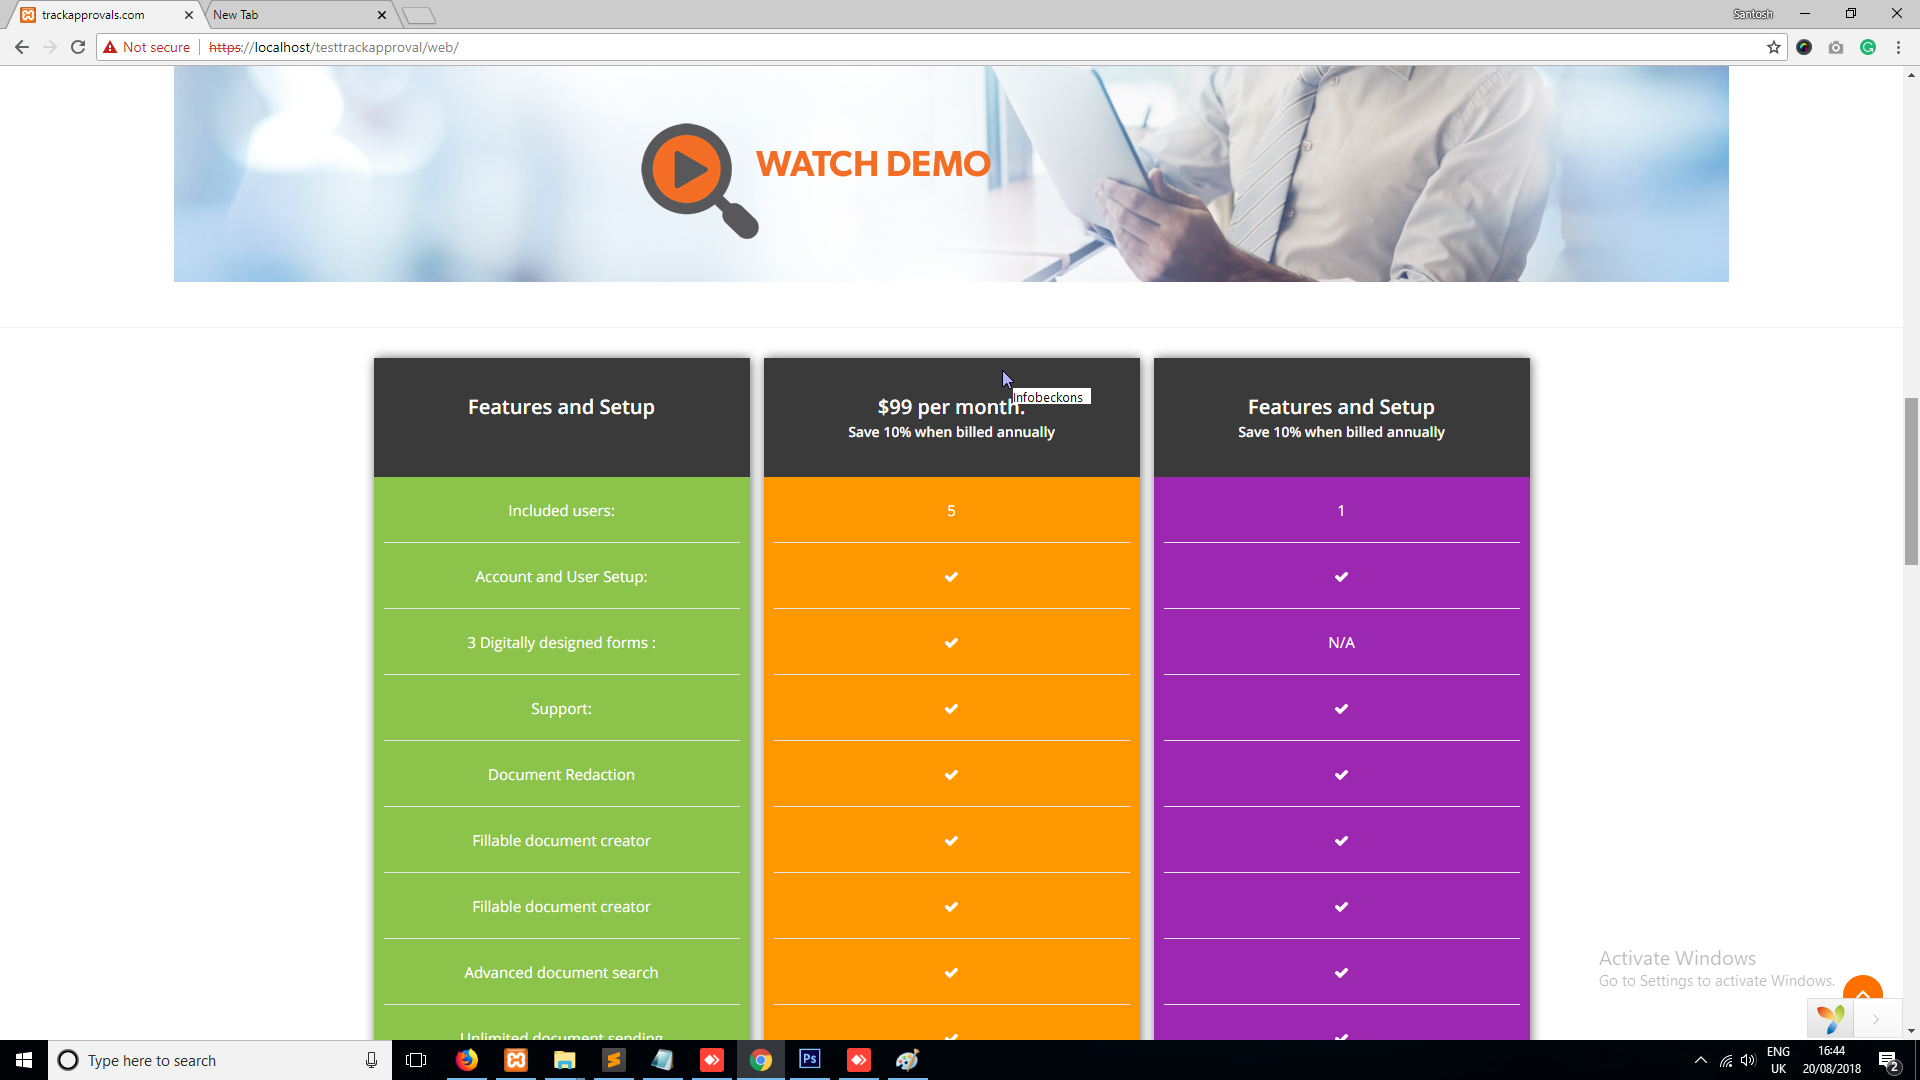 trackapprovals.com
New Tab
Santosh
Not secure
https://localhost/testtrackapproval/web/
WATCH DEMO
Features and Setup
$99 per month.
Infobeckons
Save 10% when billed annually
Features and Setup
Save 10% when billed annually
Included users:
5
1
Account and User Setup:
3 Digitally designed forms :
N/A
Support:
Document Redaction
Fillable document creator
Fillable document creator
Advanced document search
Unlimited document sending
Activate Windows
Go to Settings to activate Windows.
Type here to search
Ps
ENG
UK
16:44
20/08/2018
2